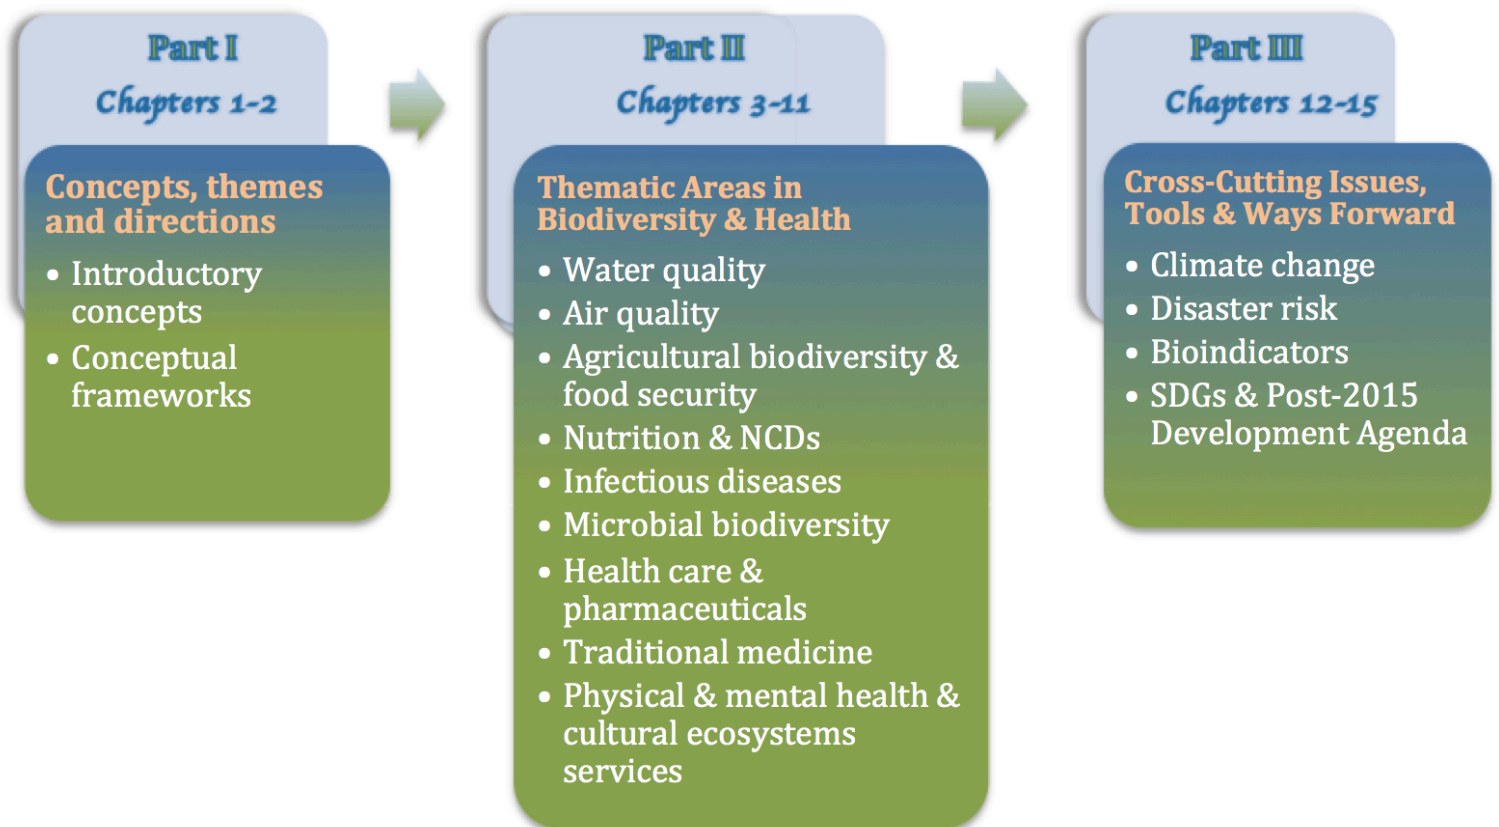 Part I
Chapters 1-2
Concepts, themes
and directions
• Introductory
concepts
• Conceptual
frameworks
Part II
Chapters 3-11
Thematic Areas in
Biodiversity & Health
• Water quality
• Air quality
• Agricultural biodiversity &
food security
• Nutrition & NCDs
• Infectious diseases
• Microbial biodiversity
• Health care &
pharmaceuticals
• Traditional medicine
• Physical & mental health &
cultural ecosystems
services
Part III
Chapters 12-15
Cross-Cutting Issues,
Tools & Ways Forward
• Climate change
• Disaster risk
• Bioindicators
• SDGs & Post-2015
Development Agenda